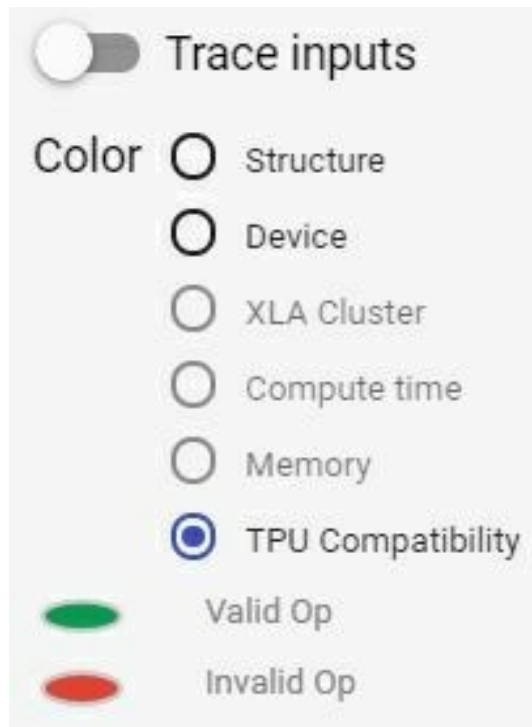 Trace inputs
Color Structure
Device
XLA Cluster
Compute time
Memory
TPU Compatibility
Valid Op
Invalid Op